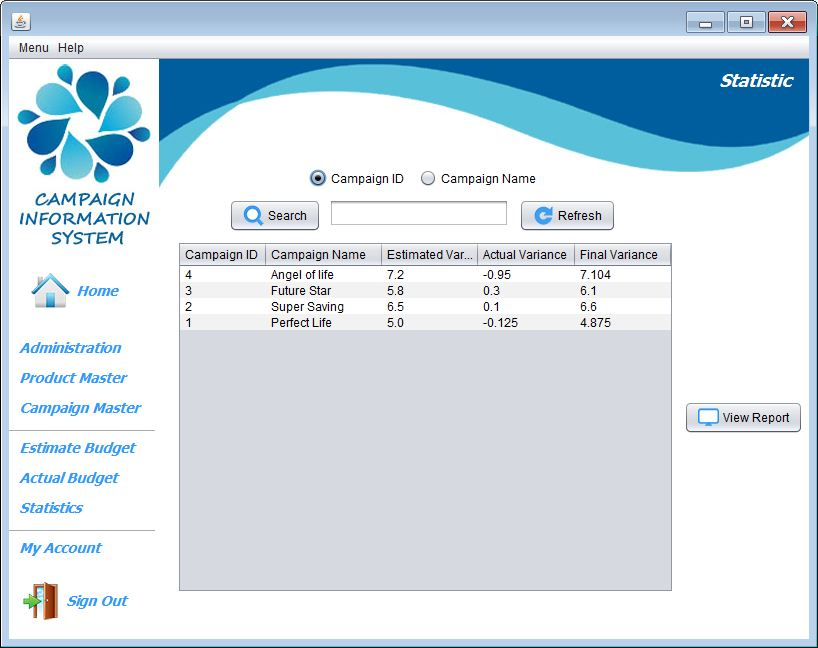 Menu Help
CAMPAIGN
INFORMATION
SYSTEM
Statistic
Campaign ID Campaign Name
Search Refresh
Campaign ID Campaign Name Estimated Var... Actual Variance Final Variance
4 Angel of life 7.2 -0.95 7.104
3 Future Star 5.8 0.3 6.1
2 Super Saving 6.5 0.1 6.6
1 Perfect Life 5.0 -0.125 4.875
View Report
Home
Administration
Product Master
Campaign Master
Estimate Budget
Actual Budget
Statistics
My Account
Sign Out